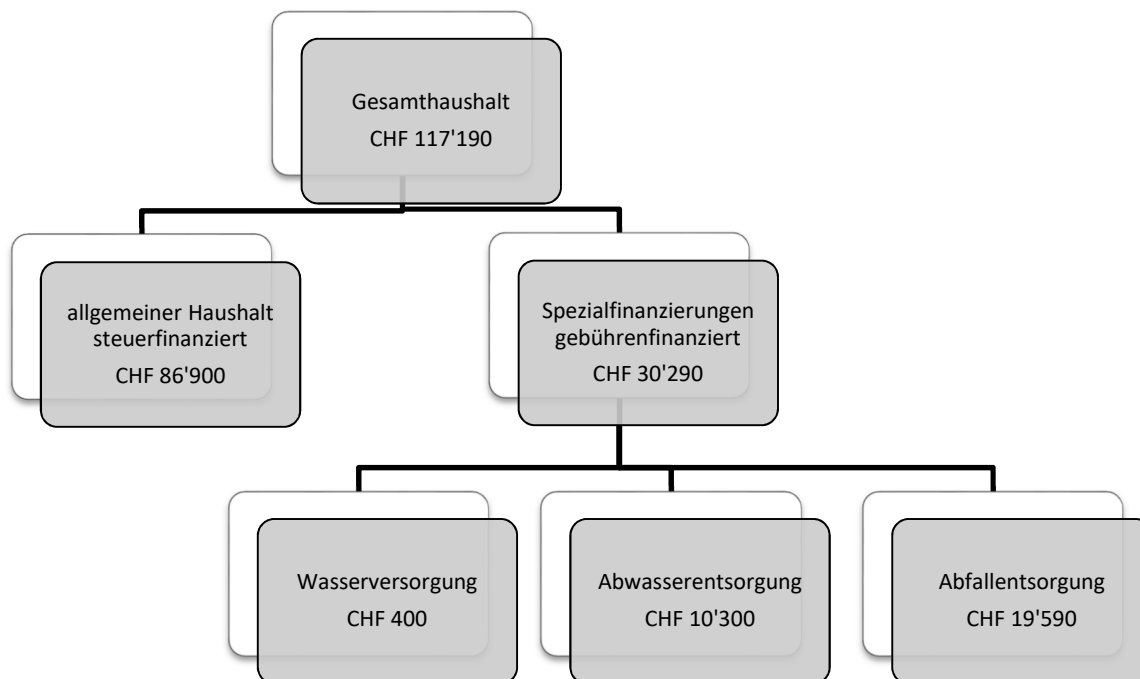 Gesamthaushalt
CHF 117'190
allgemeiner Haushalt
steuerfinanziert
CHF 86'900
Spezialfinanzierungen
gebührenfinanziert
CHF 30'290
Wasserversorgung
CHF 400
Abwasserentsorgung
CHF 10'300
Abfallentsorgung
CHF 19'590